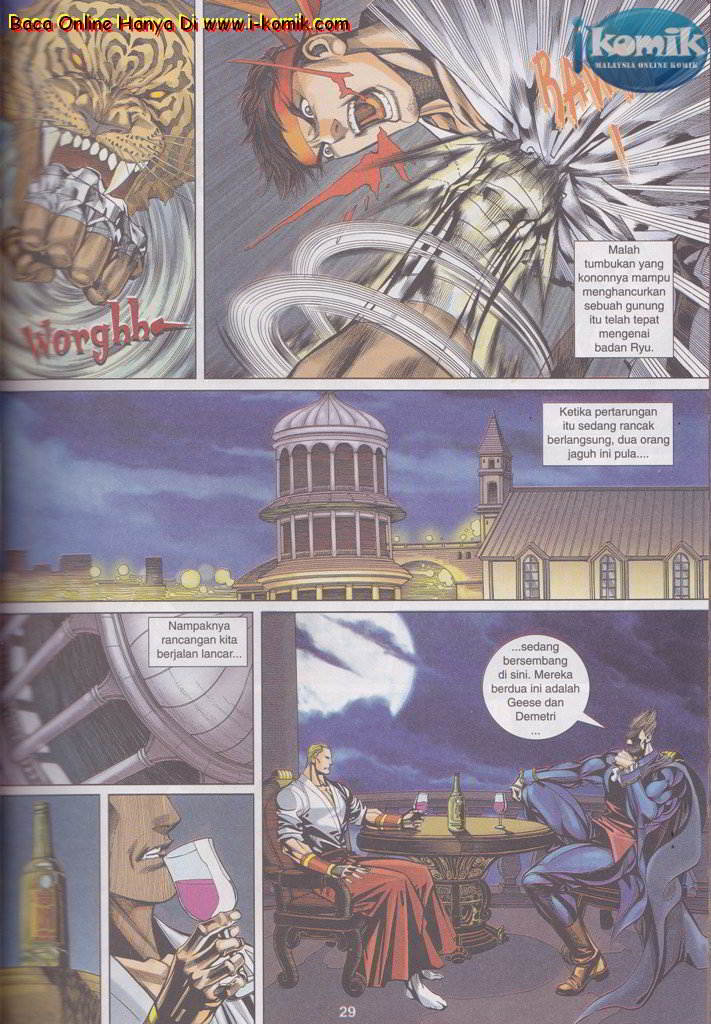 Baca Online Hanya Di www.i-komik.com
ikomik
MALAYSIA ONLINE KOMIK
Worghh
Malah
tumbukan yang
kononnya mampu
menghancurkan
sebuah gunung
itu telah tepat
mengenai
badan Ryu.
Ketika pertarungan
itu sedang rancak
berlangsung, dua orang
jaguh ini pula....
Nampaknya
rancangan kita
berjalan lancar...
...sedang
bersembang
di sini. Mereka
berdua ini adalah
Geese dan
Demetri
...
29